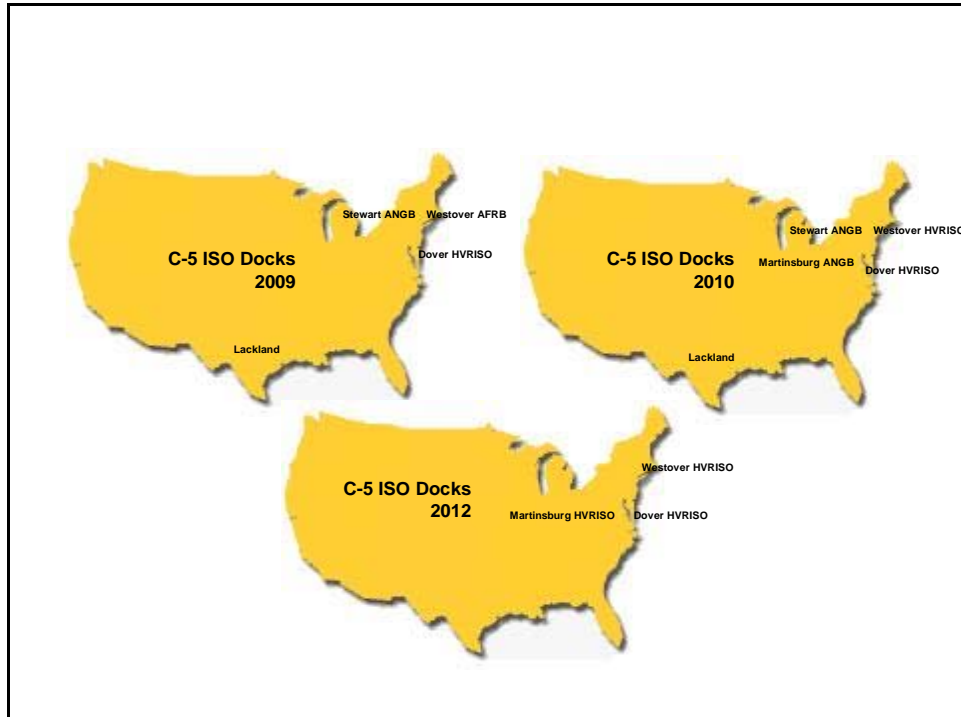 Stewart ANGB Westover AFRB
C-5 ISO Docks
2009
Dover HVRISO
Lackland
Stewart ANGB Westover HVRISO
C-5 ISO Docks
2010
Martinsburg ANGB
Dover HVRISO
Lackland
Westover HVRISO
C-5 ISO Docks
2012
Martinsburg HVRISO Dover HVRISO